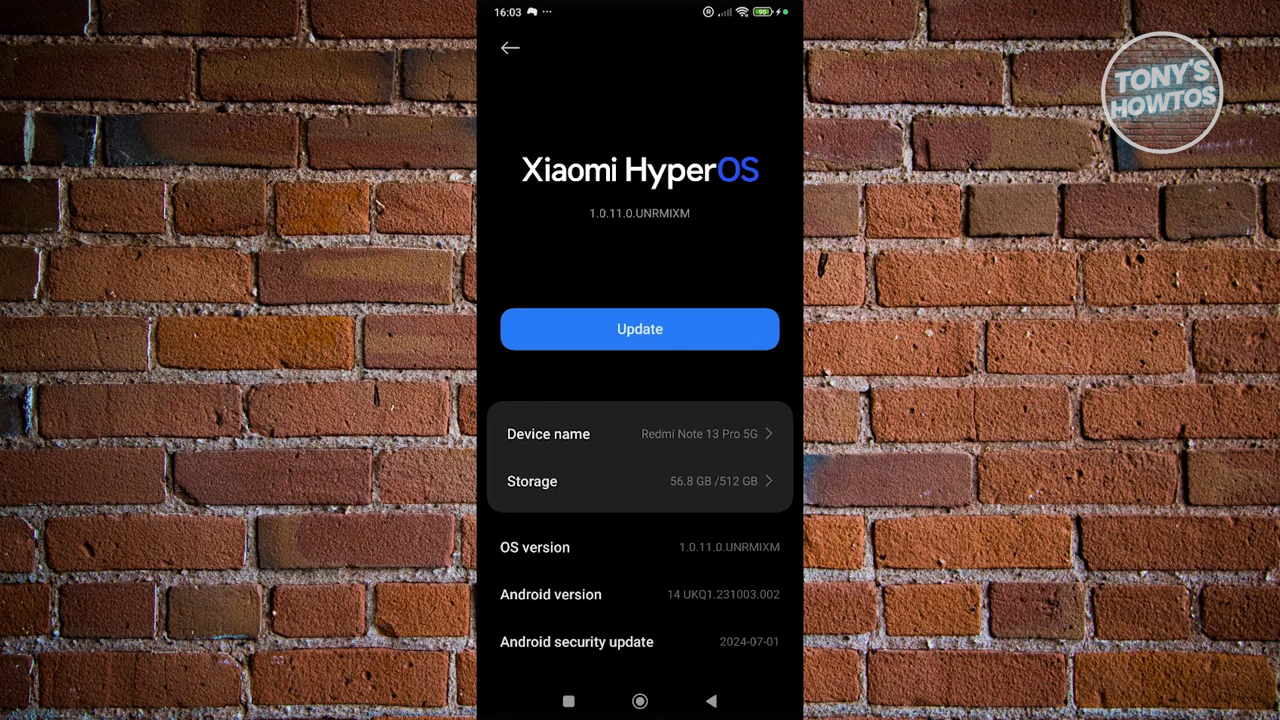 16:03
95
TONY'S
HOWTOS
Xiaomi HyperOS
1.0.11.0.UNRMIXM
Update
Device name Redmi Note 13 Pro 5G
Storage 56.8 GB /512 GB
OS version 1.0.11.0.UNRMIXM
Android version 14 UKQ1.231003.002
Android security update 2024-07-01